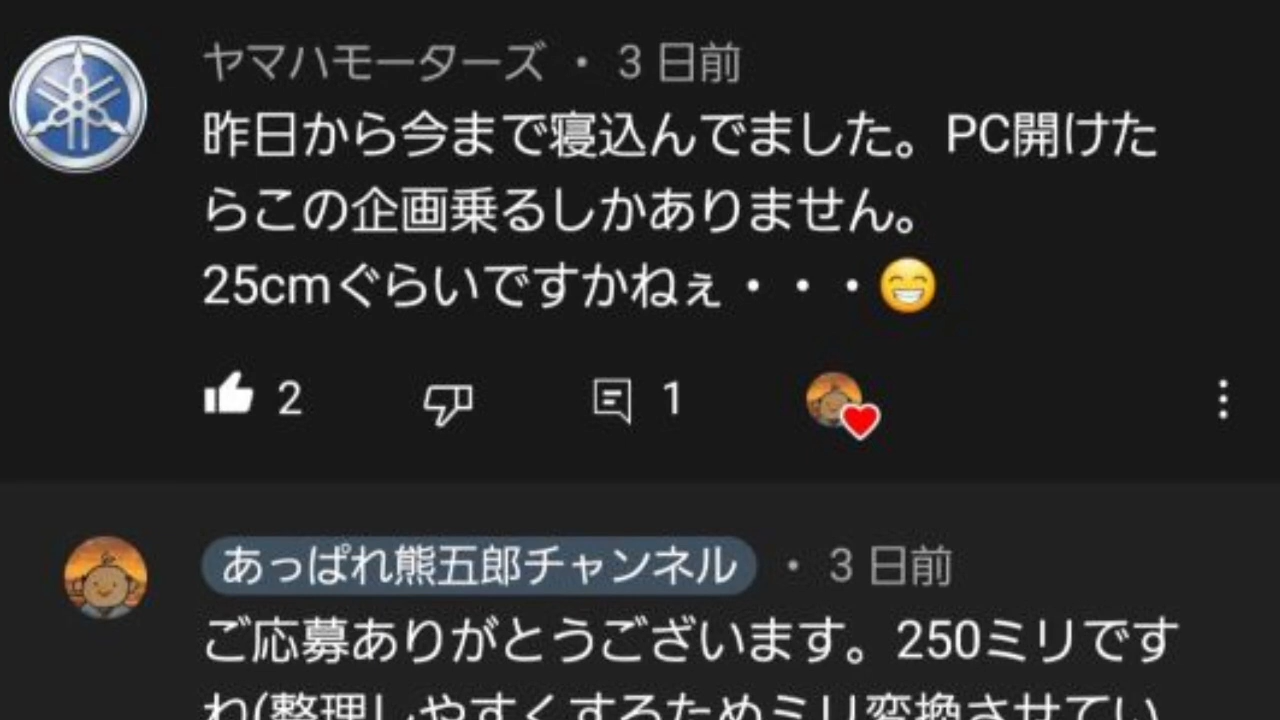 ヤマハモーターズ ・ 3 日前
昨日から今まで寝込んでました。PC開けた
らこの企画乗るしかありません。
25cmぐらいですかねぇ・・・😁
2
1
あっぱれ熊五郎チャンネル ・ 3 日前
ご応募ありがとうございます。250ミリです
ね(整理しやすくするためミリ変換させてい